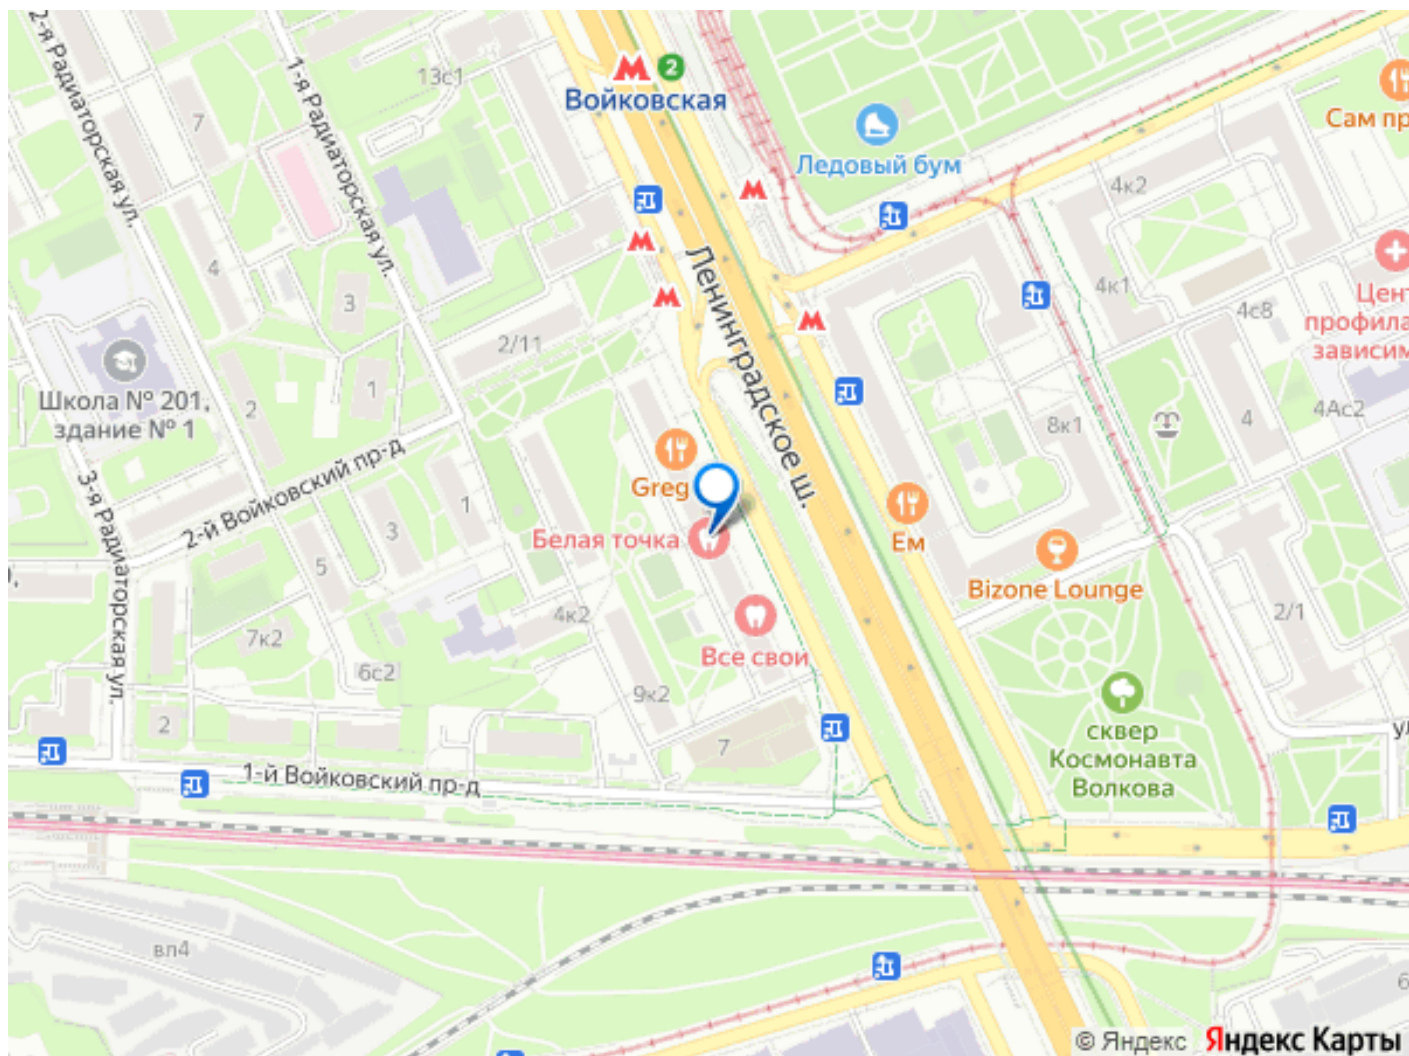 2-я Радиаторская ул.
1-я Радиаторская ул.
13с1
2
Войковская
Сам пр
7
Ледовый бум
4к2
4
3
Ленинградское ш.
4к1
4с8
Цент
профила
зависим
2/11
Школа № 201,
здание № 1
2
1
8к1
4
4Ас2
2-й Войковский пр-д
Greg
3-я Радиаторская ул.
1
3
Белая точка
Ем
5
Bizone Lounge
4к2
7к2
2/1
Все свои
6с2
9к2
2
7
сквер
Космонавта
Волкова
1-й Войковский пр-д
вл4
6
© Яндекс Яндекс Карты